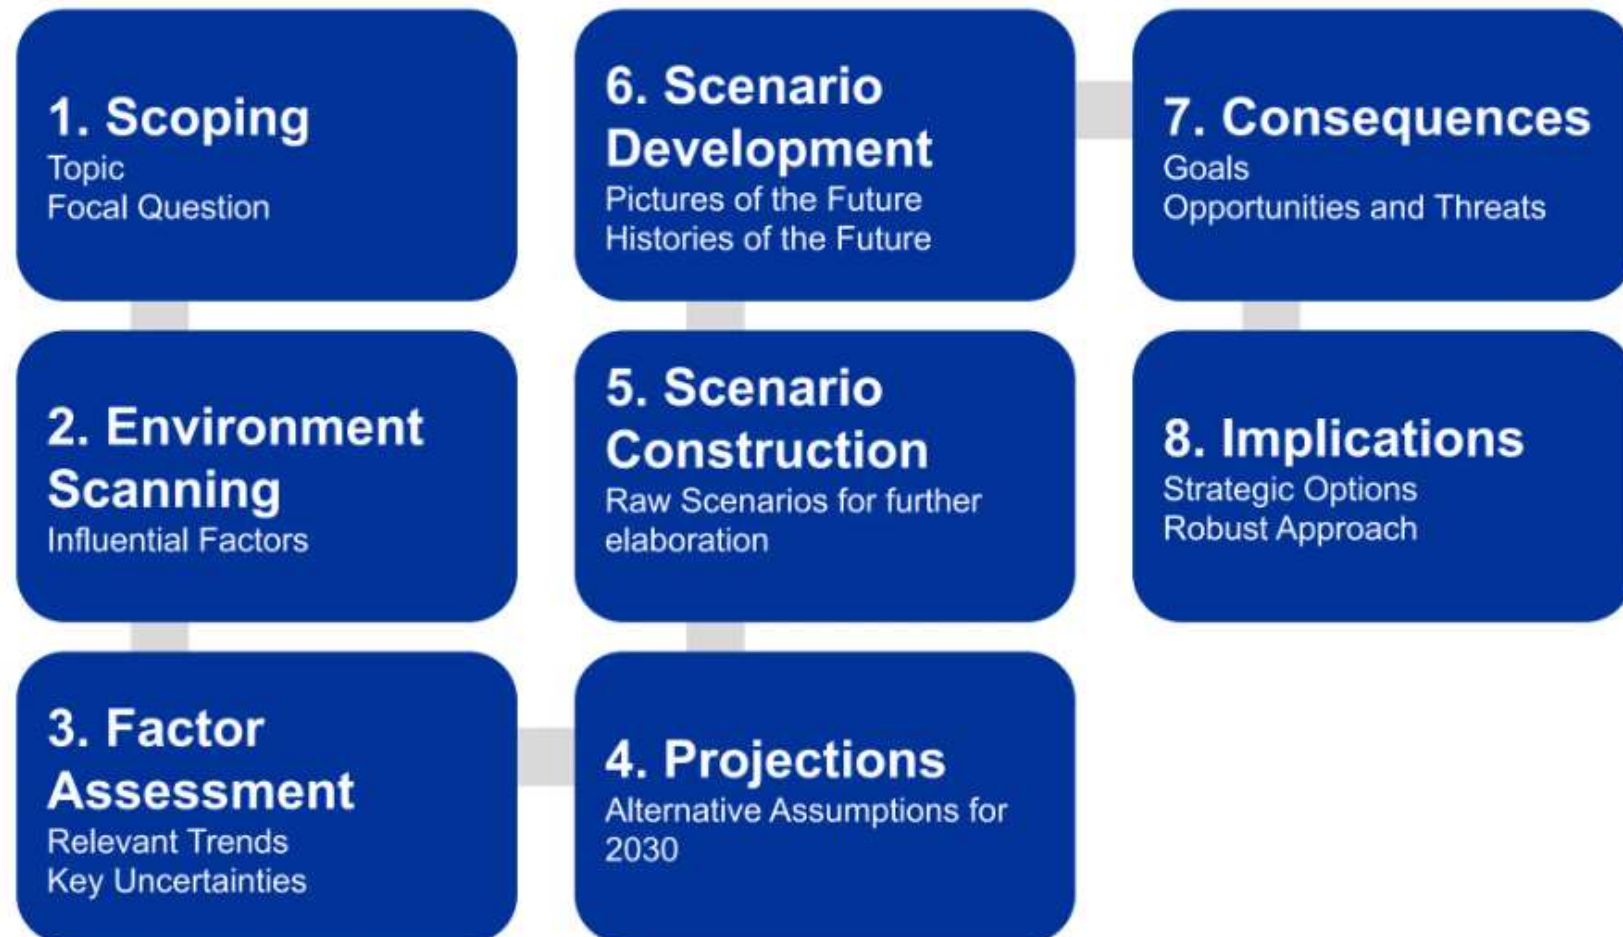 1. Scoping
Topic
Focal Question
2. Environment
Scanning
Influential Factors
3. Factor
Assessment
Relevant Trends
Key Uncertainties
4. Projections
Alternative Assumptions for
2030
5. Scenario
Construction
Raw Scenarios for further
elaboration
6. Scenario
Development
Pictures of the Future
Histories of the Future
7. Consequences
Goals
Opportunities and Threats
8. Implications
Strategic Options
Robust Approach